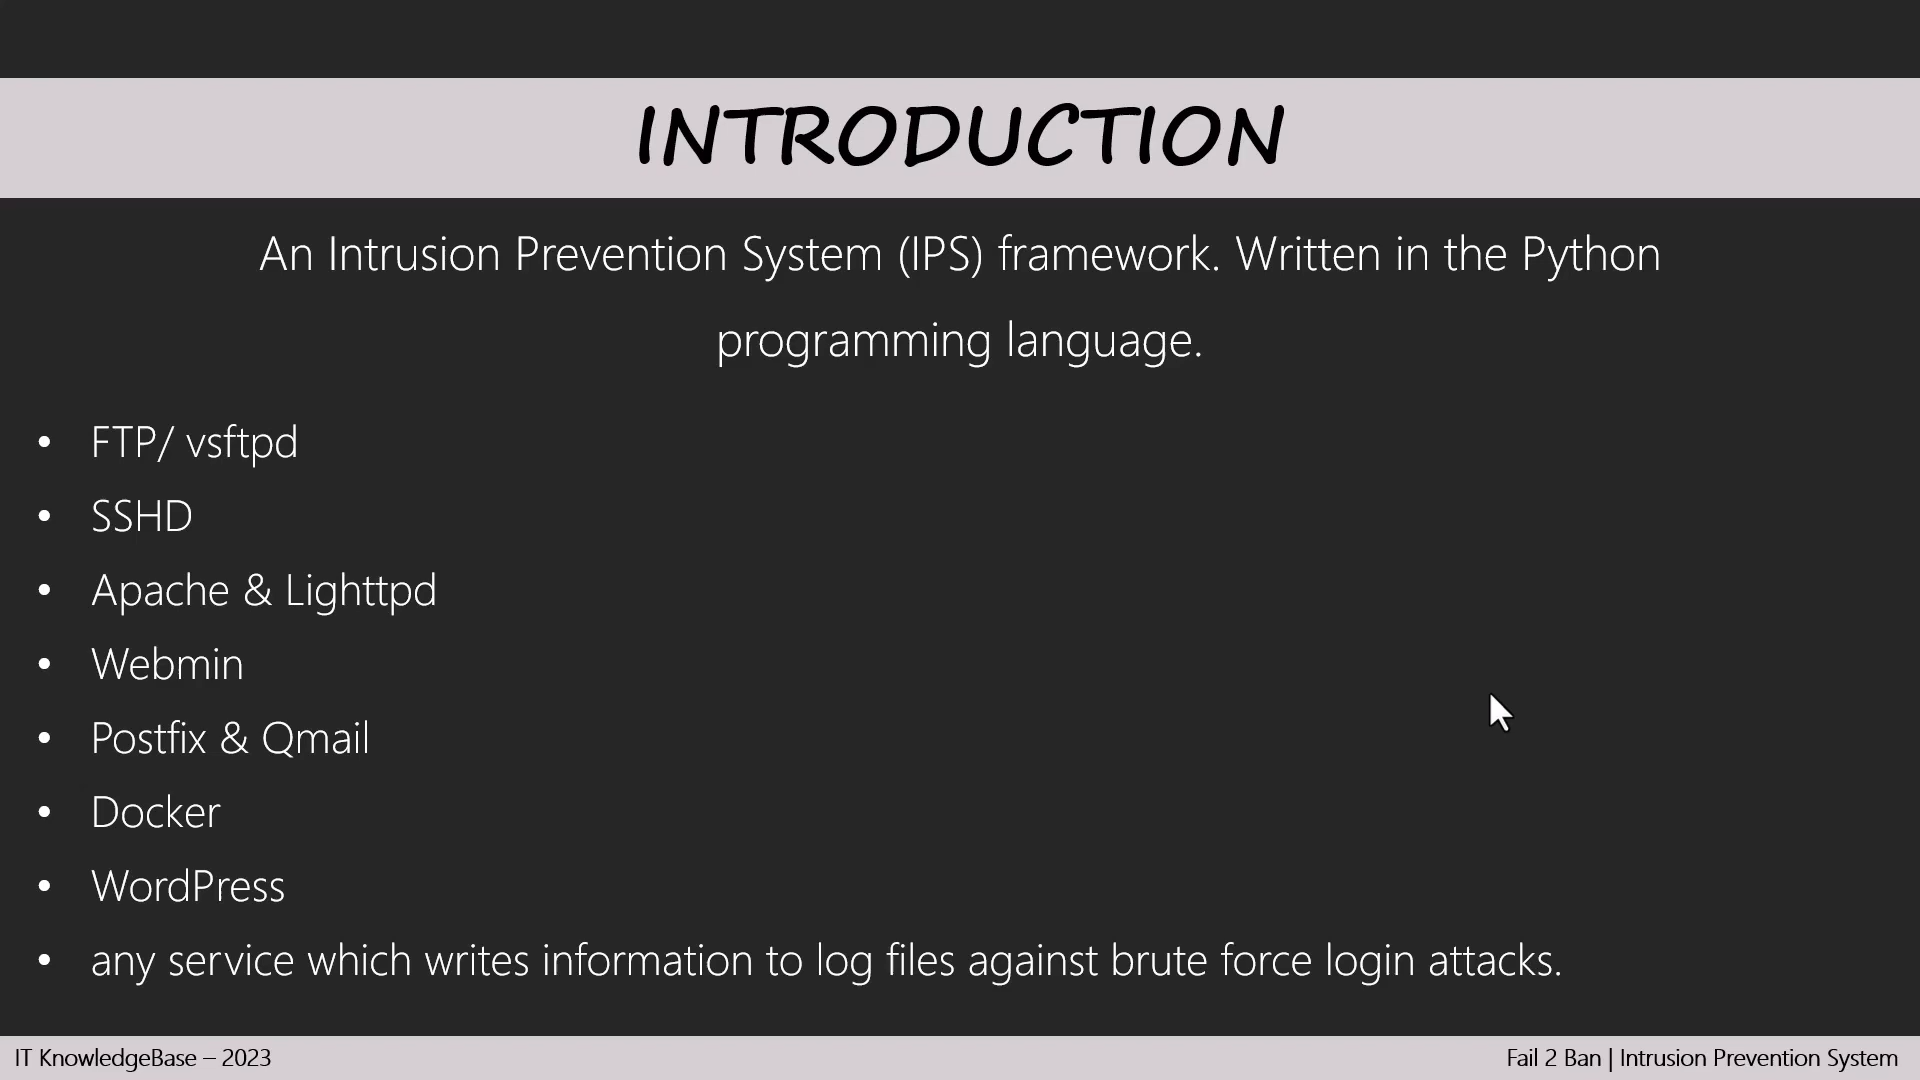 INTRODUCTION
An Intrusion Prevention System (IPS) framework. Written in the Python
programming language.
• FTP/ vsftpd
• SSHD
• Apache & Lighttpd
• Webmin
• Postfix & Qmail
• Docker
• WordPress
• any service which writes information to log files against brute force login attacks.
IT KnowledgeBase – 2023
Fail 2 Ban | Intrusion Prevention System